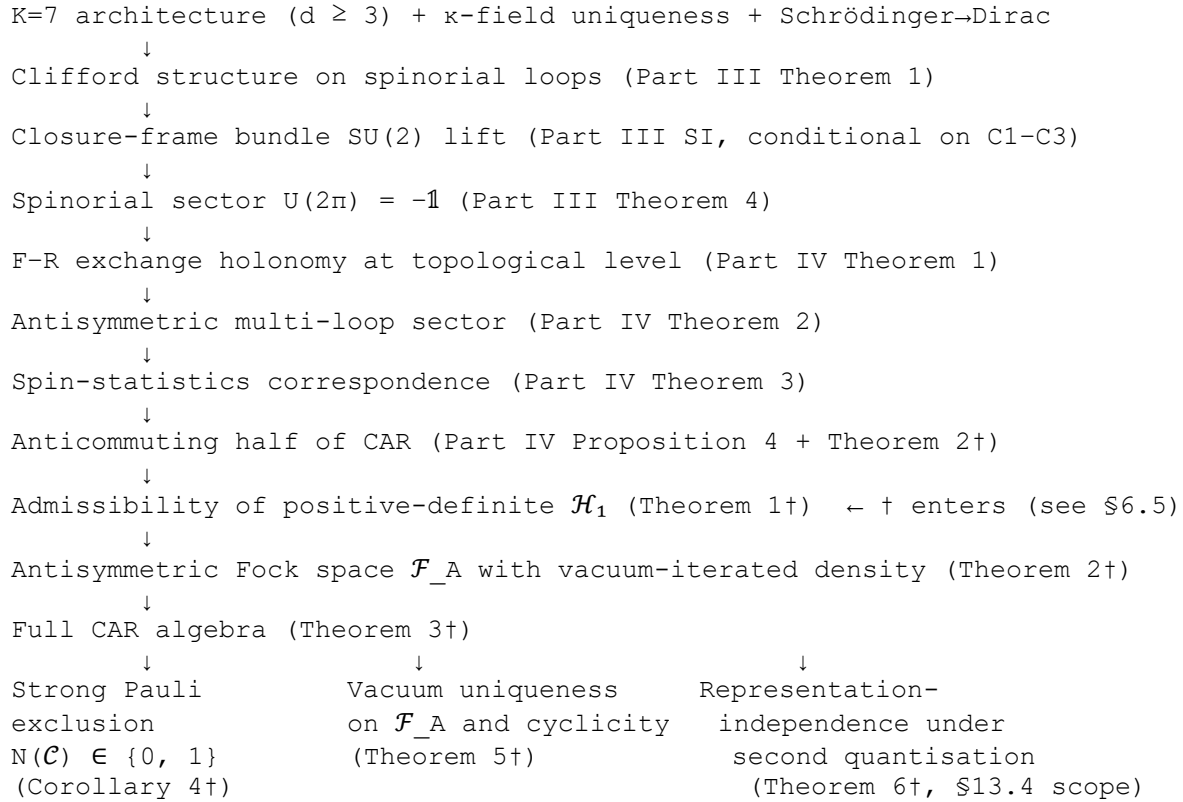 K=7 architecture (d ≥ 3) + κ-field uniqueness + Schrödinger→Dirac
↓
Clifford structure on spinorial loops (Part III Theorem 1)
↓
Closure-frame bundle SU(2) lift (Part III SI, conditional on C1–C3)
↓
Spinorial sector U(2π) = −𝟙 (Part III Theorem 4)
↓
F–R exchange holonomy at topological level (Part IV Theorem 1)
↓
Antisymmetric multi-loop sector (Part IV Theorem 2)
↓
Spin-statistics correspondence (Part IV Theorem 3)
↓
Anticommuting half of CAR (Part IV Proposition 4 + Theorem 2†)
↓
Admissibility of positive-definite ℋ₁ (Theorem 1†) ← † enters (see §6.5)
↓
Antisymmetric Fock space ℱ_A with vacuum-iterated density (Theorem 2†)
↓
Full CAR algebra (Theorem 3†)
↓ ↓ ↓
Strong Pauli Vacuum uniqueness Representation-
exclusion on ℱ_A and cyclicity independence under
N(𝒞) ∈ {0, 1} (Theorem 5†) second quantisation
(Corollary 4†) (Theorem 6†, §13.4 scope)